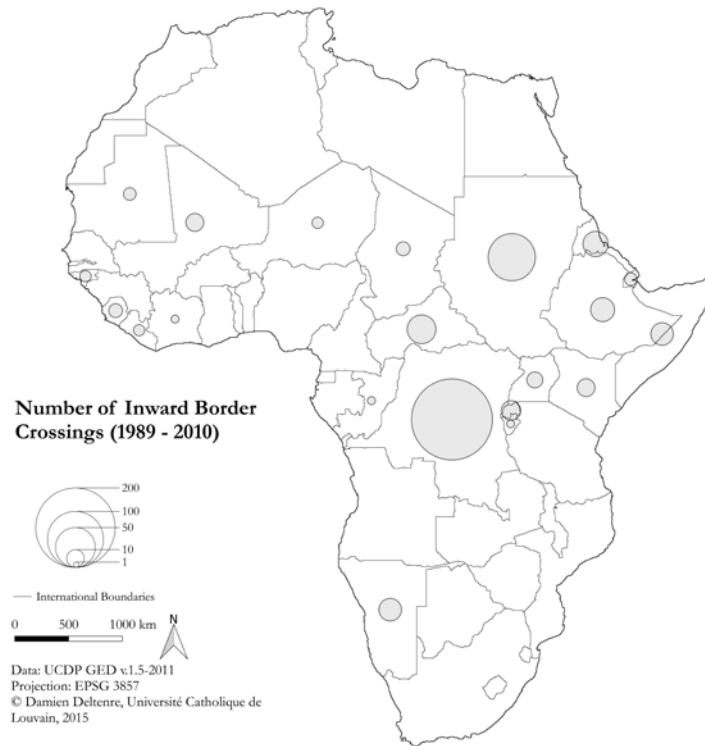 Number of Inward Border
Crossings (1989 - 2010)
200
100
50
10
1
International Boundaries
0 500 1000 km
N
Data: UCDP GED v.1.5-2011
Projection: EPSG 3857
© Damien Deltenre, Université Catholique de
Louvain, 2015